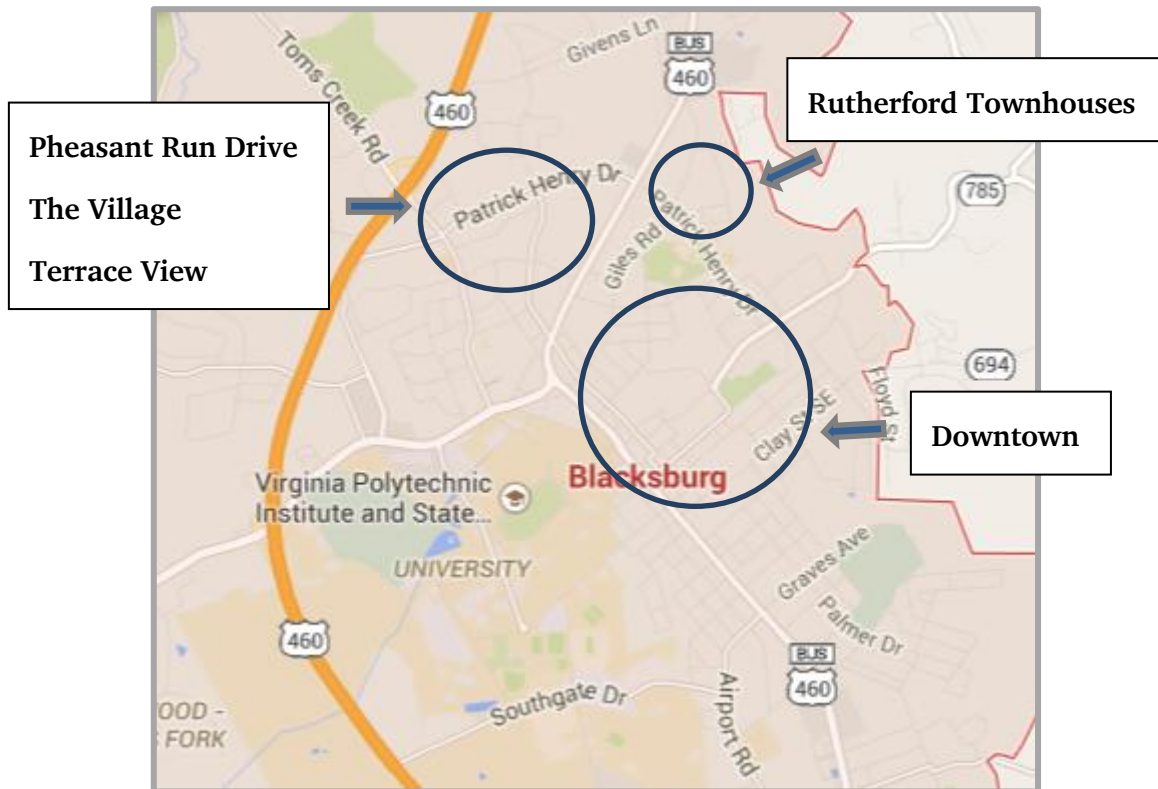 Givens Ln
BUS
460
Toms Creek Rd
460
Rutherford Townhouses
Pheasant Run Drive
The Village
Terrace View
Patrick Henry Dr
785
Patrick Henry Dr
Giles Rd
694
Floyd St
Clay St SE
Downtown
Blacksburg
Virginia Polytechnic
Institute and State...
UNIVERSITY
Graves Ave
Palmer Dr
460
BUS
460
Airport Rd
Southgate Dr
OOD -
FORK